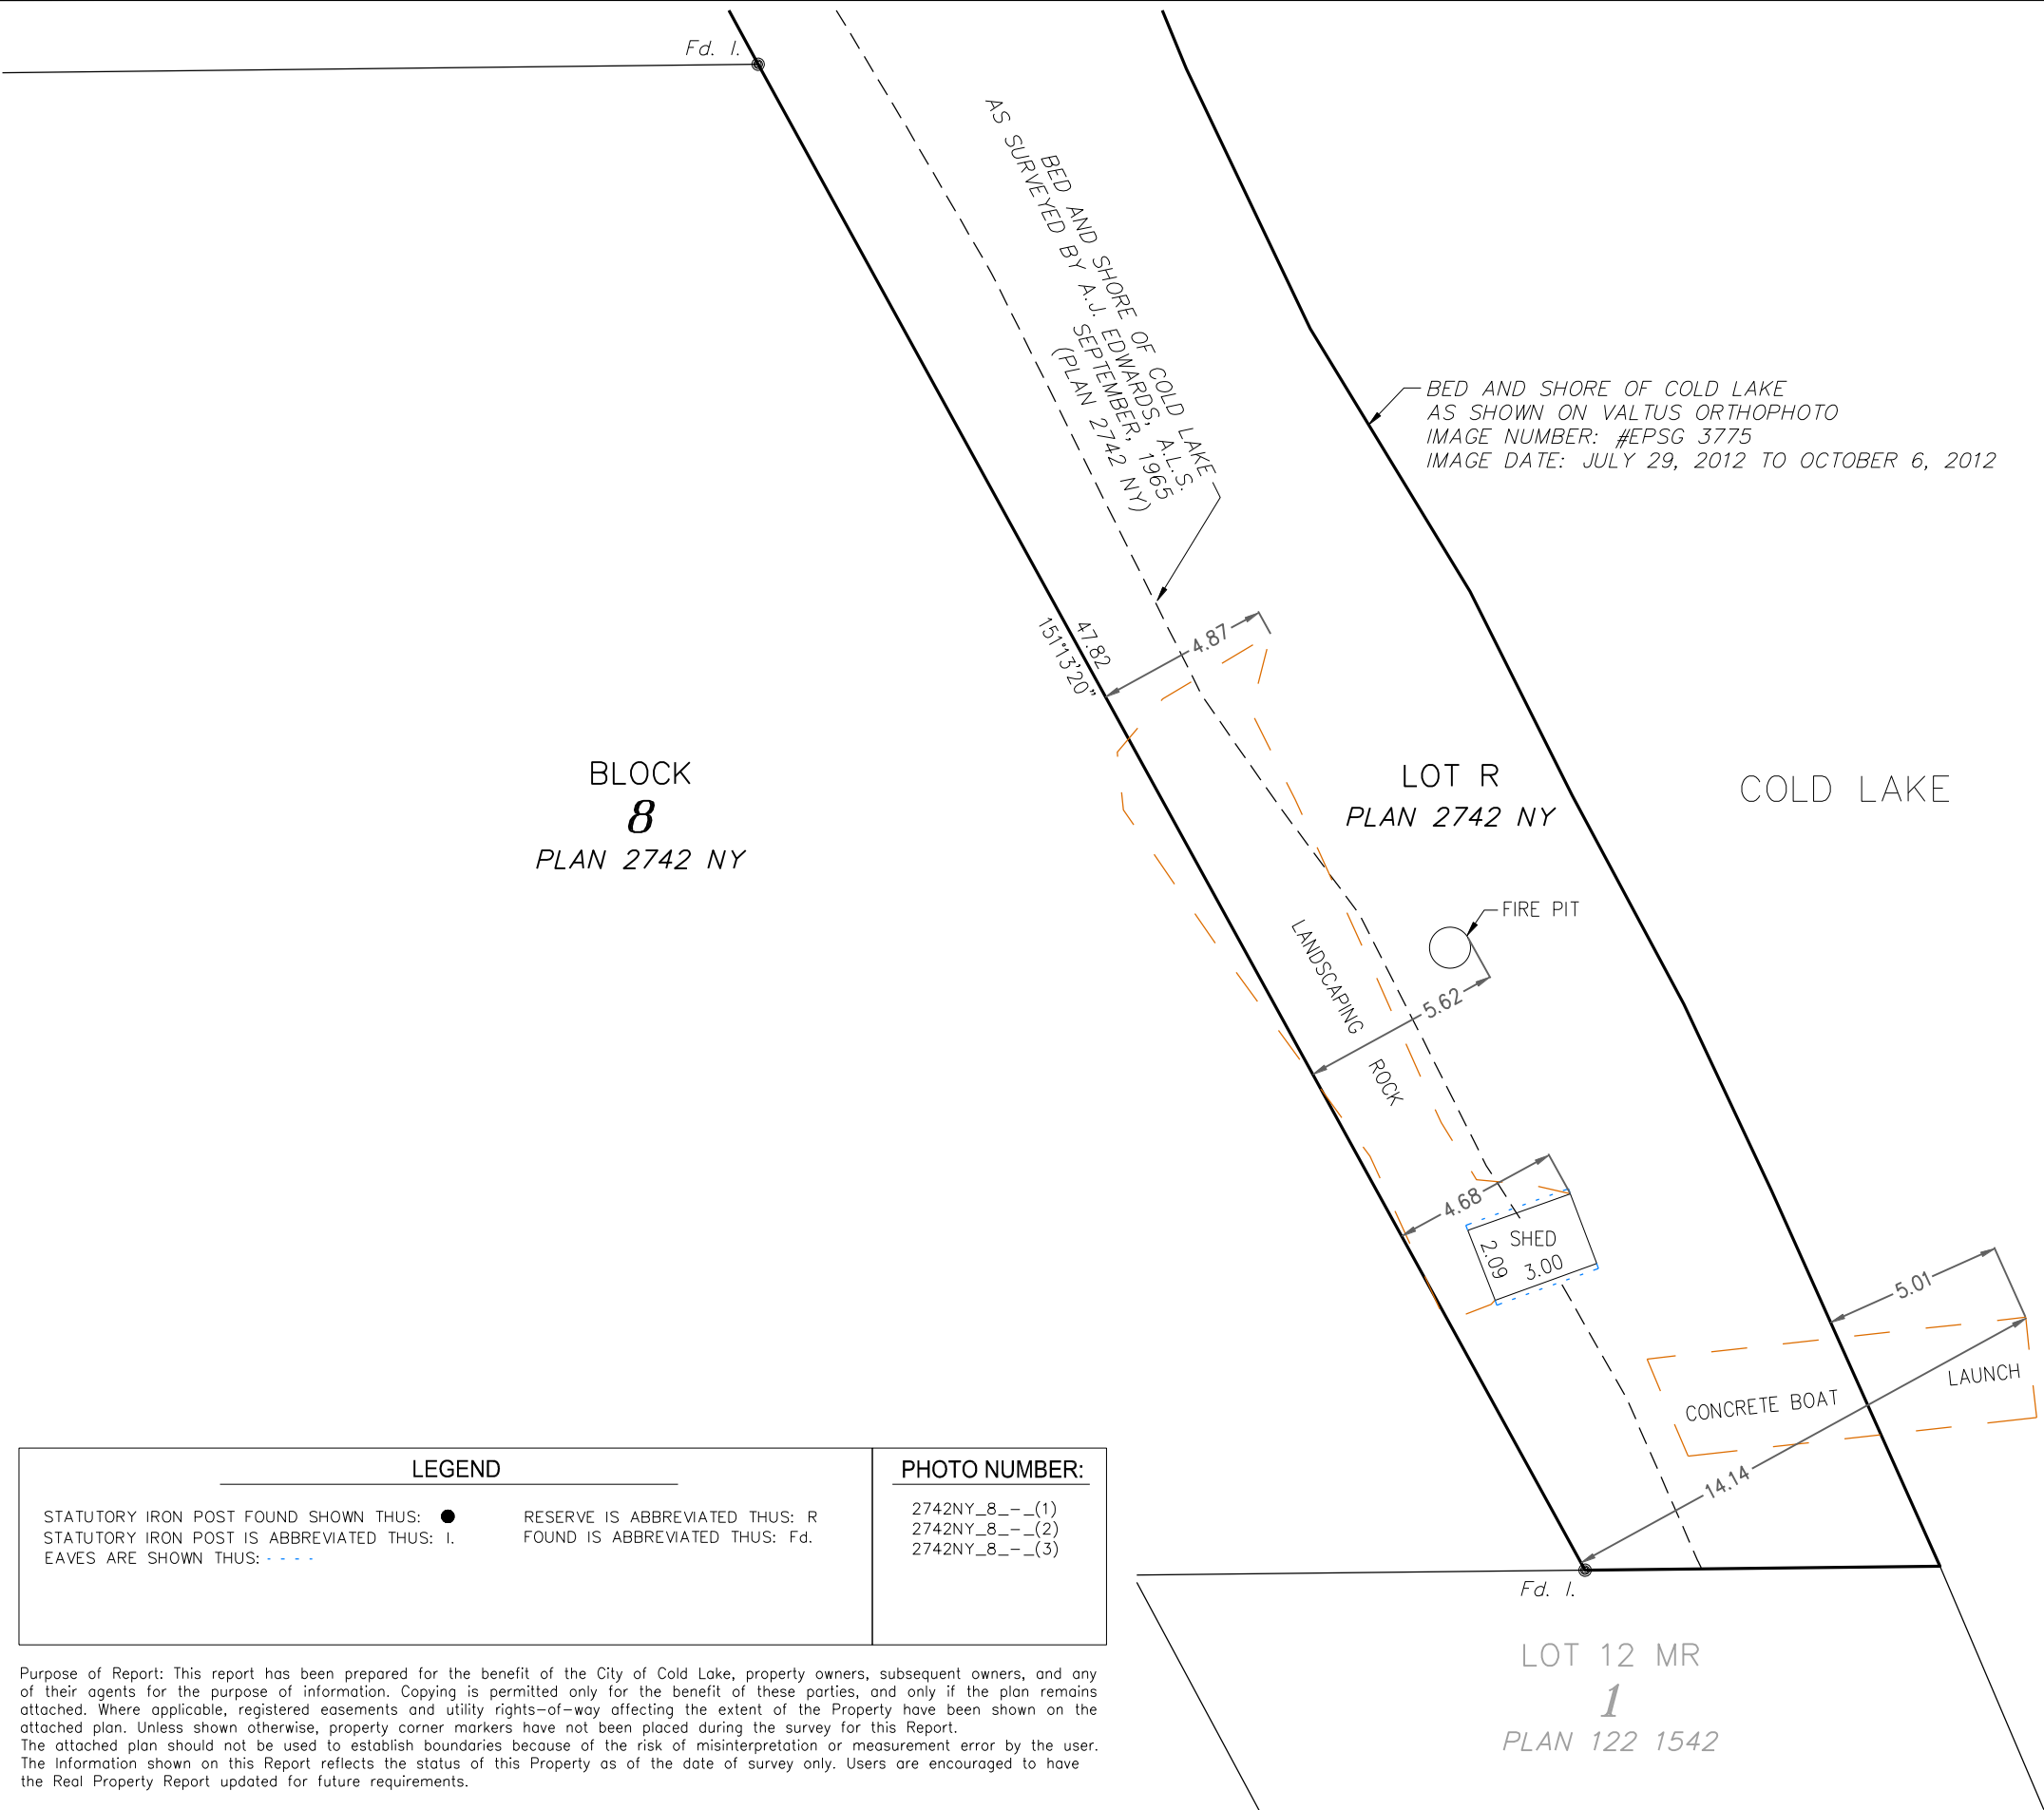 Fd. I.
BED AND SHORE OF COLD LAKE
AS SURVEYED BY A.J. EDWARDS, A.L.S.
SEPTEMBER, 1965
(PLAN 2742 NY)
BED AND SHORE OF COLD LAKE
AS SHOWN ON VALTUS ORTHOPHOTO
IMAGE NUMBER: #EPSG 3775
IMAGE DATE: JULY 29, 2012 TO OCTOBER 6, 2012
47.82
151°13'20"
4.87
BLOCK
8
PLAN 2742 NY
LOT R
PLAN 2742 NY
COLD LAKE
FIRE PIT
LANDSCAPING
ROCK
5.62
4.68
SHED
2.09
3.00
5.01
CONCRETE BOAT
LAUNCH
14.14
Fd. I.
LOT 12 MR
1
PLAN 122 1542
LEGEND
STATUTORY IRON POST FOUND SHOWN THUS:
STATUTORY IRON POST IS ABBREVIATED THUS: I.
EAVES ARE SHOWN THUS:
RESERVE IS ABBREVIATED THUS: R
FOUND IS ABBREVIATED THUS: Fd.
PHOTO NUMBER:
2742NY_8_-_(1)
2742NY_8_-_(2)
2742NY_8_-_(3)
Purpose of Report: This report has been prepared for the benefit of the City of Cold Lake, property owners, subsequent owners, and any
of their agents for the purpose of information. Copying is permitted only for the benefit of these parties, and only if the plan remains
attached. Where applicable, registered easements and utility rights-of-way affecting the extent of the Property have been shown on the
attached plan. Unless shown otherwise, property corner markers have not been placed during the survey for this Report.
The attached plan should not be used to establish boundaries because of the risk of misinterpretation or measurement error by the user.
The Information shown on this Report reflects the status of this Property as of the date of survey only. Users are encouraged to have
the Real Property Report updated for future requirements.